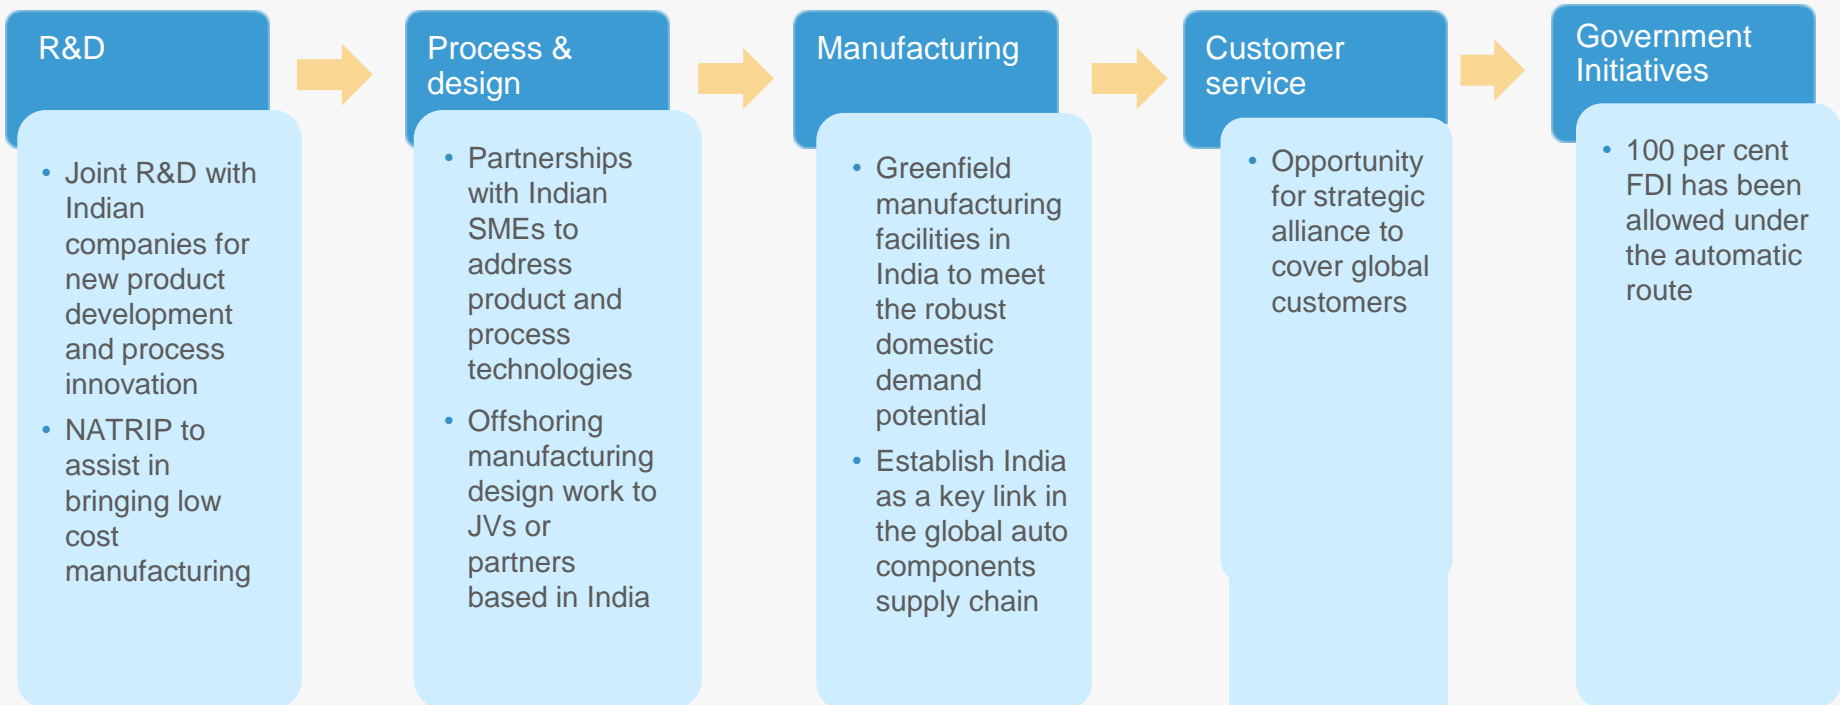 R&D
• Joint R&D with
Indian
companies for
new product
development
and process
innovation
• NATRIP to
assist in
bringing low
cost
manufacturing
Process &
design
• Partnerships
with Indian
SMEs to
address
product and
process
technologies
• Offshoring
manufacturing
design work to
JVs or
partners
based in India
Manufacturing
• Greenfield
manufacturing
facilities in
India to meet
the robust
domestic
demand
potential
• Establish India
as a key link in
the global auto
components
supply chain
Customer
service
• Opportunity
for strategic
alliance to
cover global
customers
Government
Initiatives
• 100 per cent
FDI has been
allowed under
the automatic
route